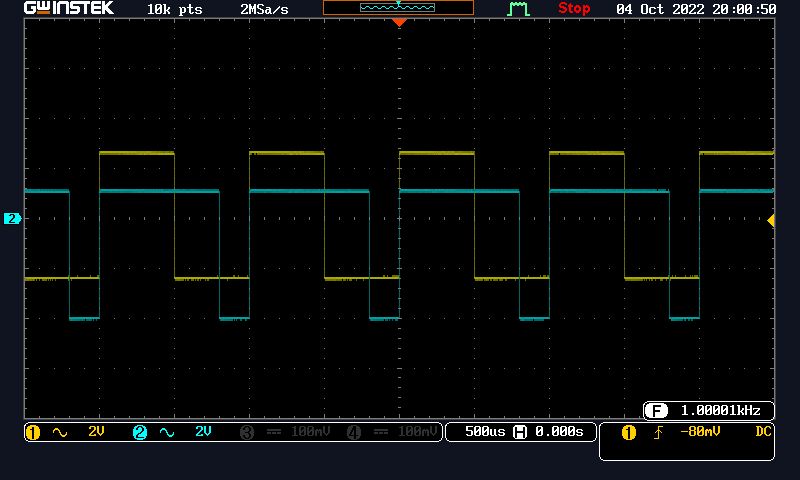 GWINSTEK 10k pts 2MSa/s Stop 04 Oct 2022 20:00:50
2
F 1.00001kHz
1 2V 2 2V 3 100mV 4 100mV 500us H 0.000s 1 -80mV DC